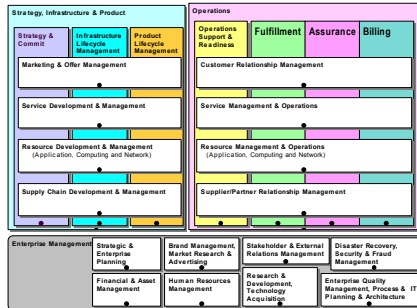 Strategy, Infrastructure & Product
Strategy &
Commit
Infrastructure
Lifecycle
Management
Product
Lifecycle
Management
Marketing & Offer Management
Service Development & Management
Resource Development & Management
(Application, Computing and Network)
Supply Chain Development & Management
Operations
Operations
Support &
Readiness
Fulfillment
Assurance
Billing
Customer Relationship Management
Service Management & Operations
Resource Management & Operations
(Application, Computing and Network)
Supplier/Partner Relationship Management
Enterprise Management
Strategic &
Enterprise
Planning
Brand Management,
Market Research &
Advertising
Stakeholder & External
Relations Management
Disaster Recovery,
Security & Fraud
Management
Financial & Asset
Management
Human Resources
Management
Research &
Development,
Technology
Acquisition
Enterprise Quality
Management, Process & IT
Planning & Architecture